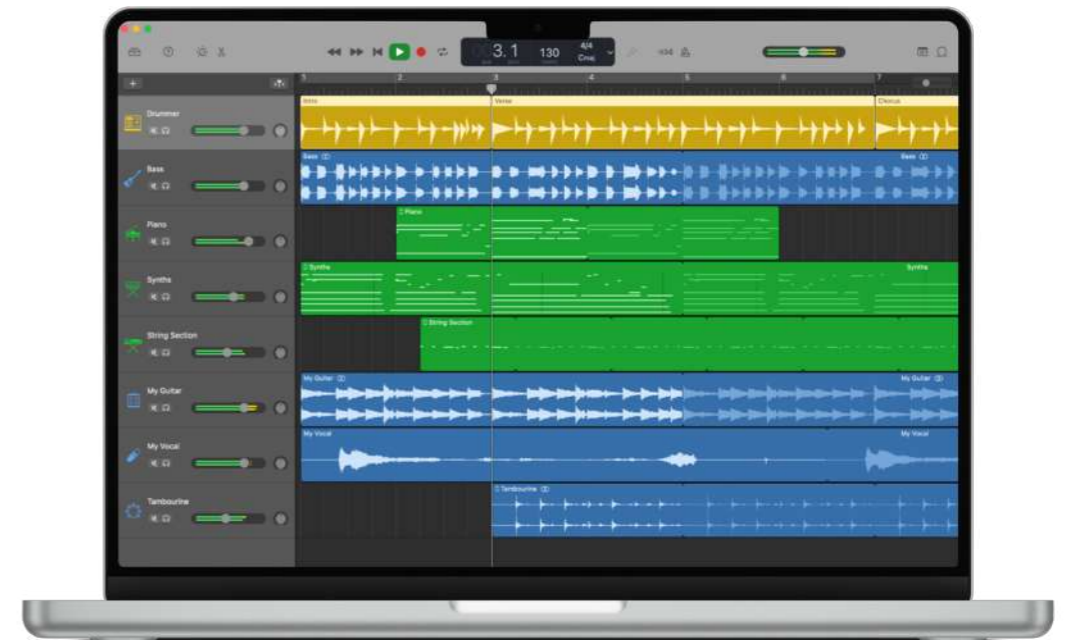 3. 1
130
4/4
Cmaj
1 2 3 4 5 6 7
Intro
Verse
Chorus
Drummer
Bass
Bass
Bass
Piano
Piano
Synths
Synths
Synths
String Section
String Section
My Guitar
My Guitar
My Guitar
My Vocal
My Vocal
My Vocal
Tambourine
Tambourine